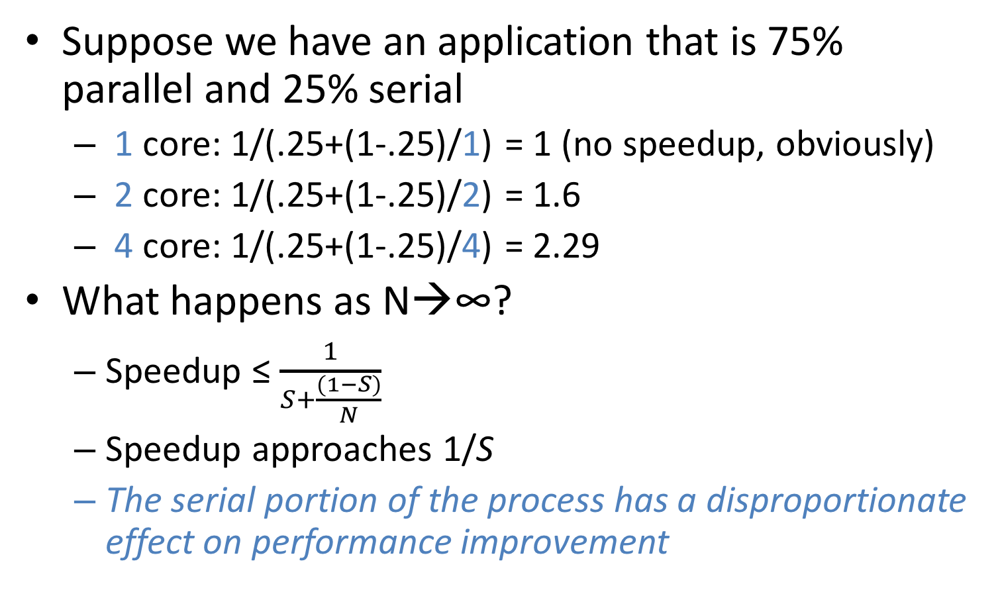 • Suppose we have an application that is 75%
parallel and 25% serial
– 1 core: 1/(.25+(1-.25)/1) = 1 (no speedup, obviously)
– 2 core: 1/(.25+(1-.25)/2) = 1.6
– 4 core: 1/(.25+(1-.25)/4) = 2.29
• What happens as N→∞?
– Speedup ≤ 1/(S+(1−S)/N)
– Speedup approaches 1/S
– The serial portion of the process has a disproportionate
effect on performance improvement